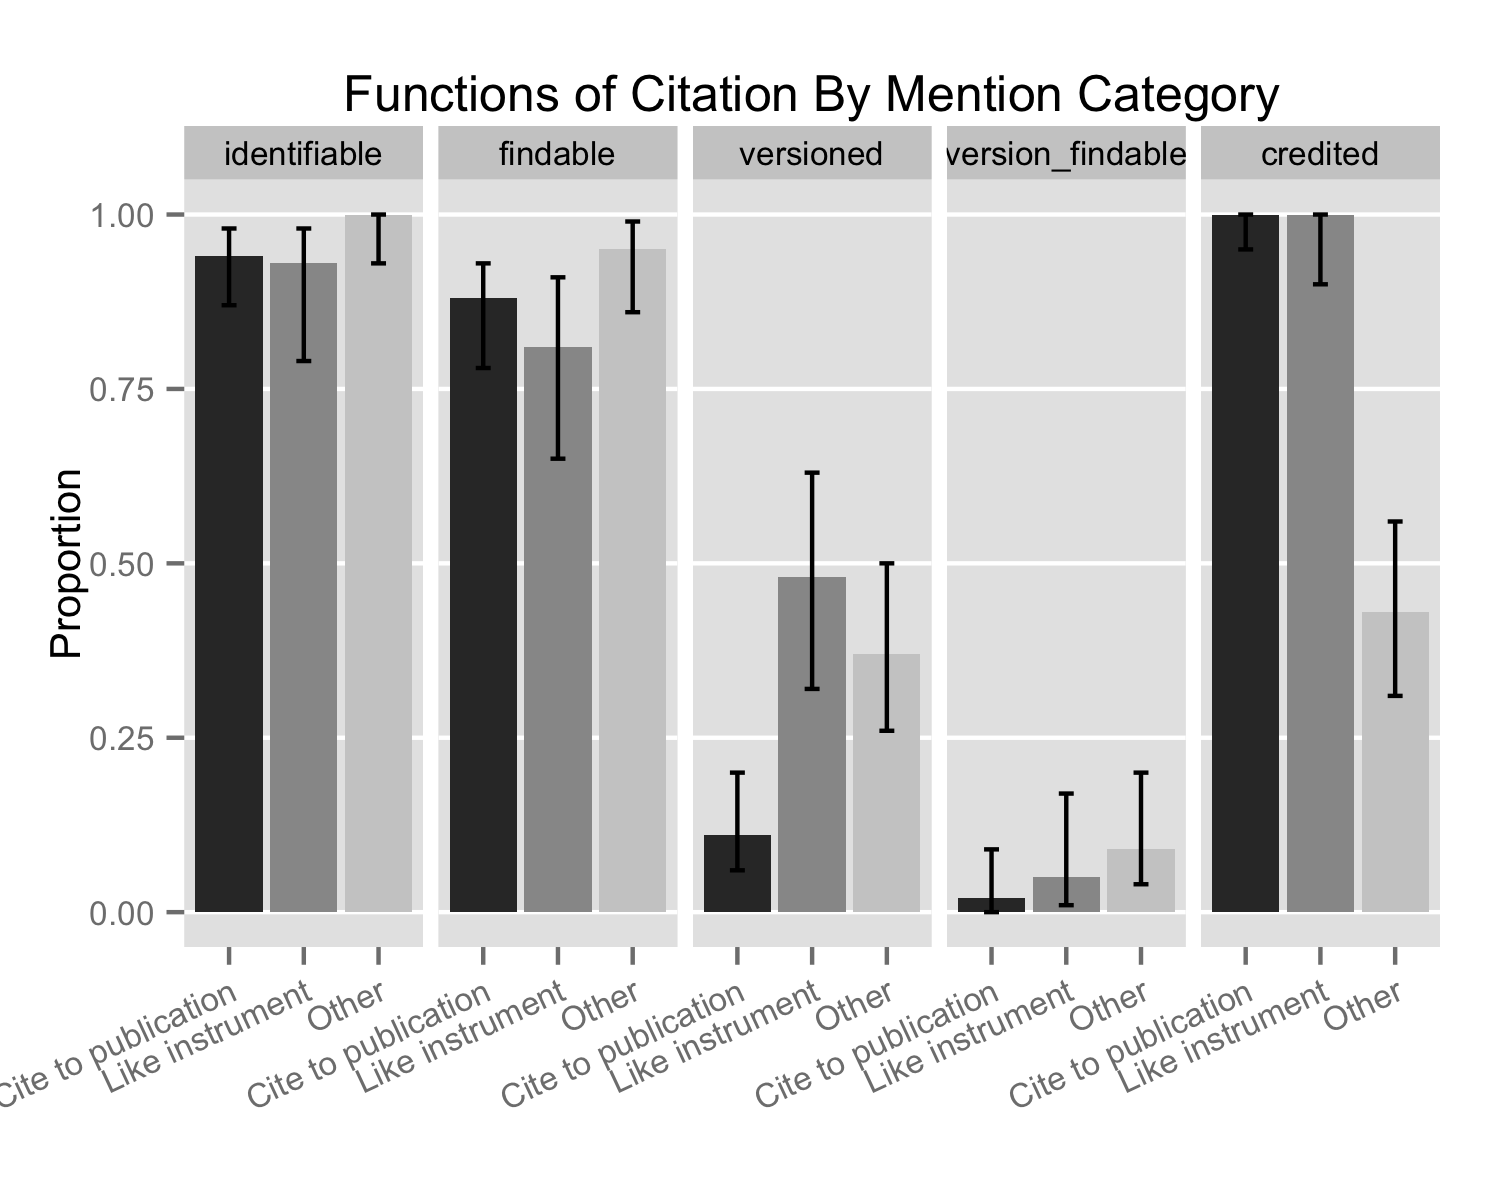 Functions of Citation By Mention Category
identifiable findable versioned version_findable credited
1.00
0.75
0.50
0.25
0.00
Proportion
Cite to publication Like instrument Other Cite to publication Like instrument Other Cite to publication Like instrument Other Cite to publication Like instrument Other Cite to publication Like instrument Other